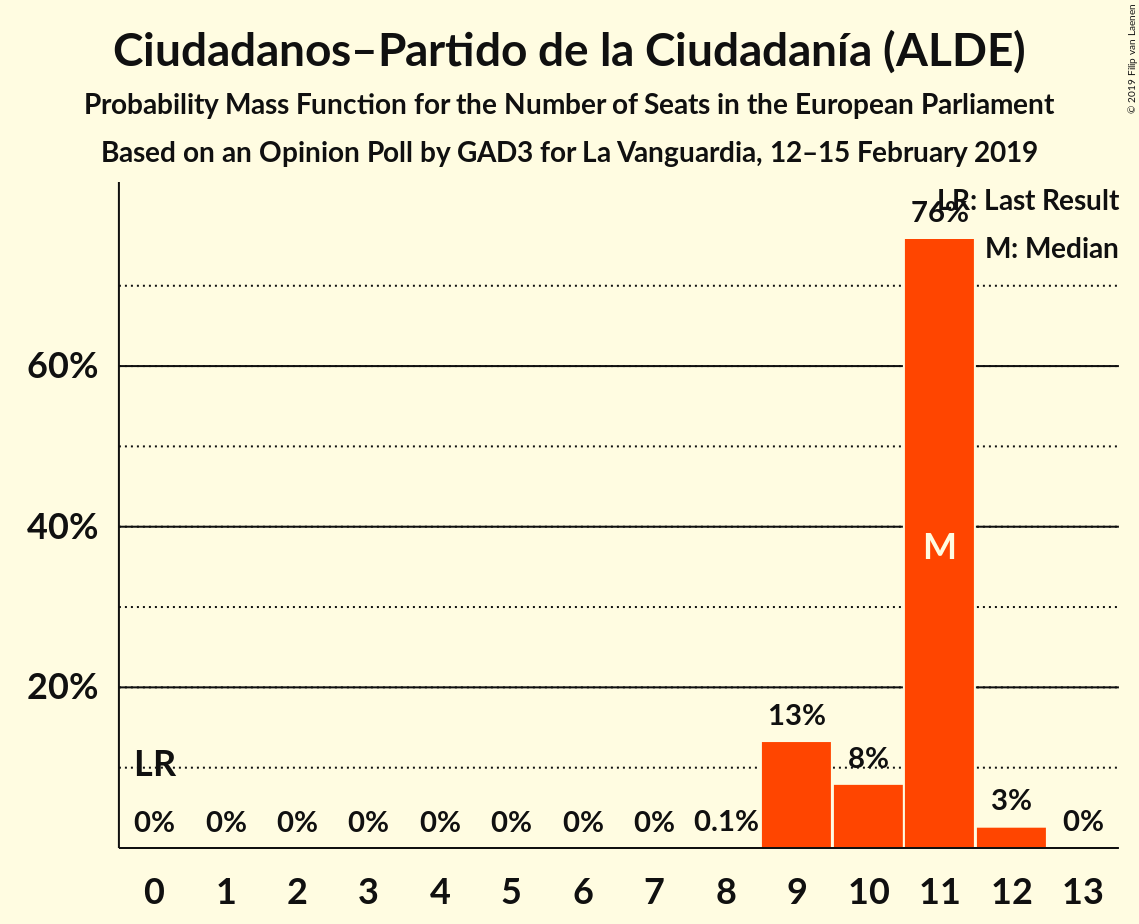 Ciudadanos–Partido de la Ciudadanía (ALDE)
Probability Mass Function for the Number of Seats in the European Parliament
Based on an Opinion Poll by GAD3 for La Vanguardia, 12–15 February 2019
© 2019 Filip van Laenen
LR: Last Result
M: Median
76%
60%
40%
M
20%
13%
LR
8%
3%
0% 0% 0% 0% 0% 0% 0% 0% 0.1% 0%
0 1 2 3 4 5 6 7 8 9 10 11 12 13